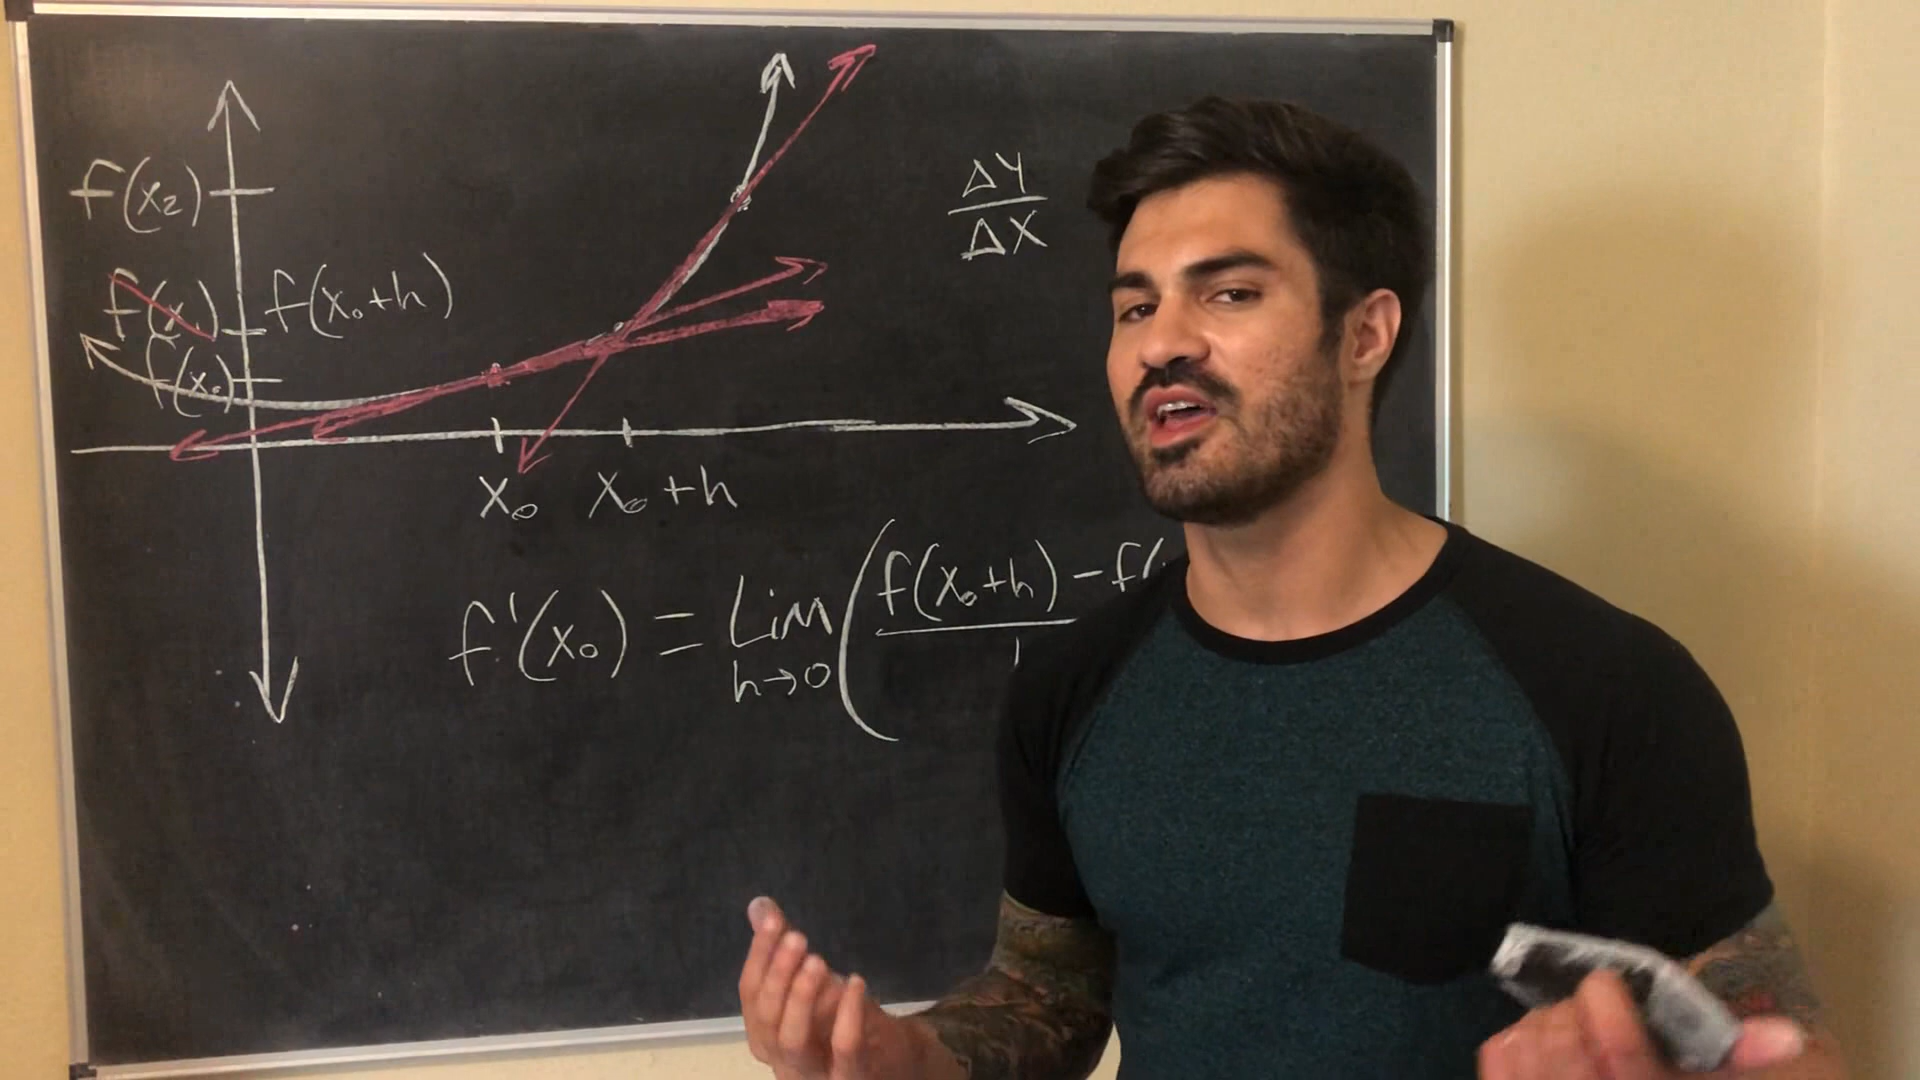 f(x₂)
ΔY
ΔX
f(x₁)
f(x₀+h)
f(x₀)
x₀ x₀+h
f'(x₀) = Lim h→0 ( f(x₀+h) - f(